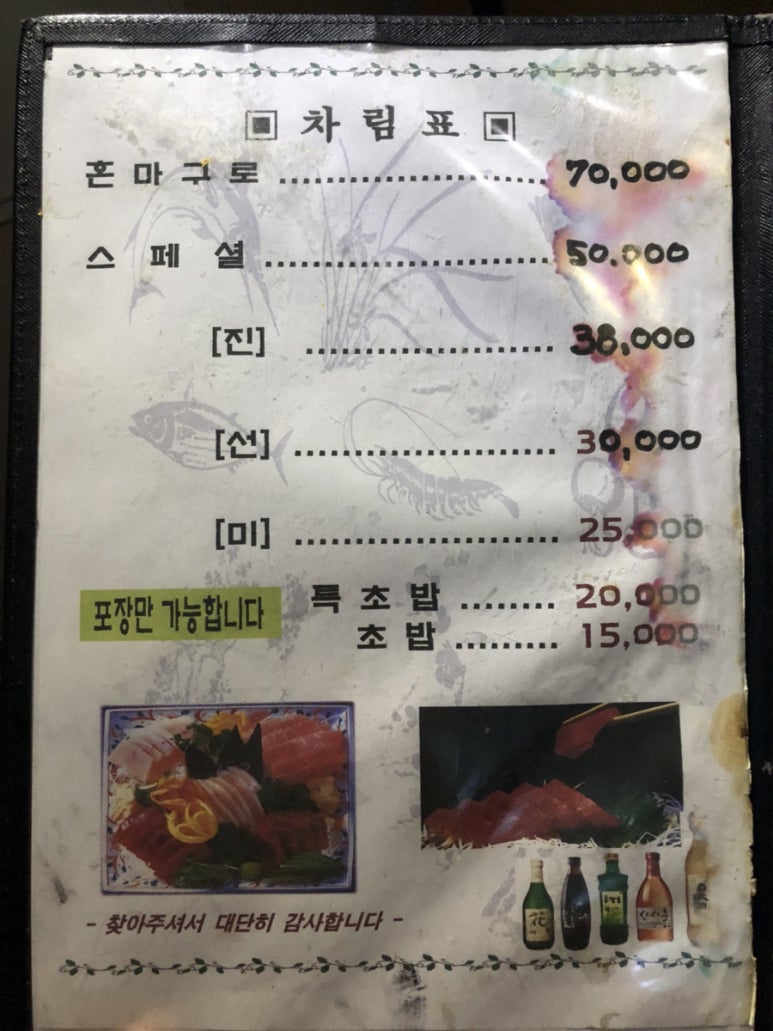 차림표
혼마구로 ........................ 70,000
스페셜 ........................ 50.000
[진] .................... 38,000
[선] .................... 30,000
[미] .................... 25,000
특초밥 ........ 20,000
포장만 가능합니다
초밥 ......... 15,000
- 찾아주셔서 대단히 감사합니다 -
花